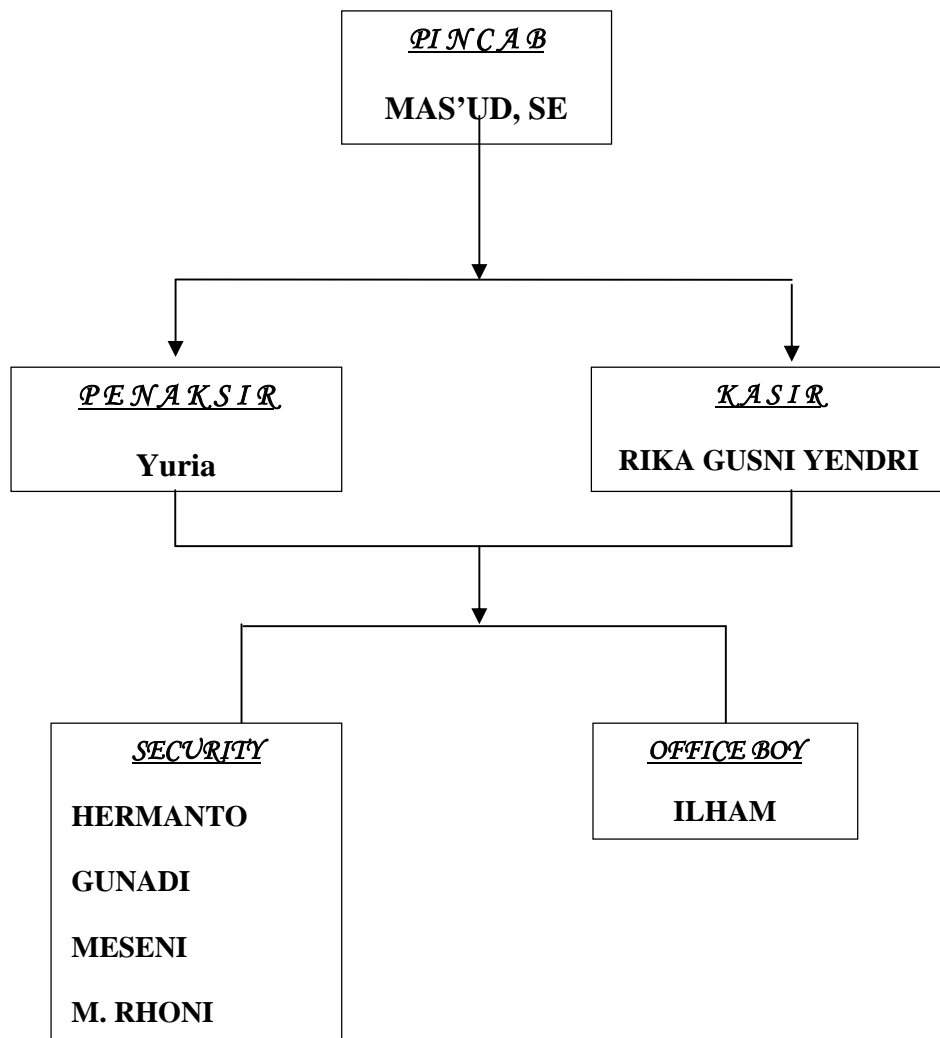 PINCAB
MAS’UD, SE
PENAKSIR
Yuria
KASIR
RIKA GUSNI YENDRI
SECURITY
HERMANTO
GUNADI
MESENI
M. RHONI
OFFICE BOY
ILHAM